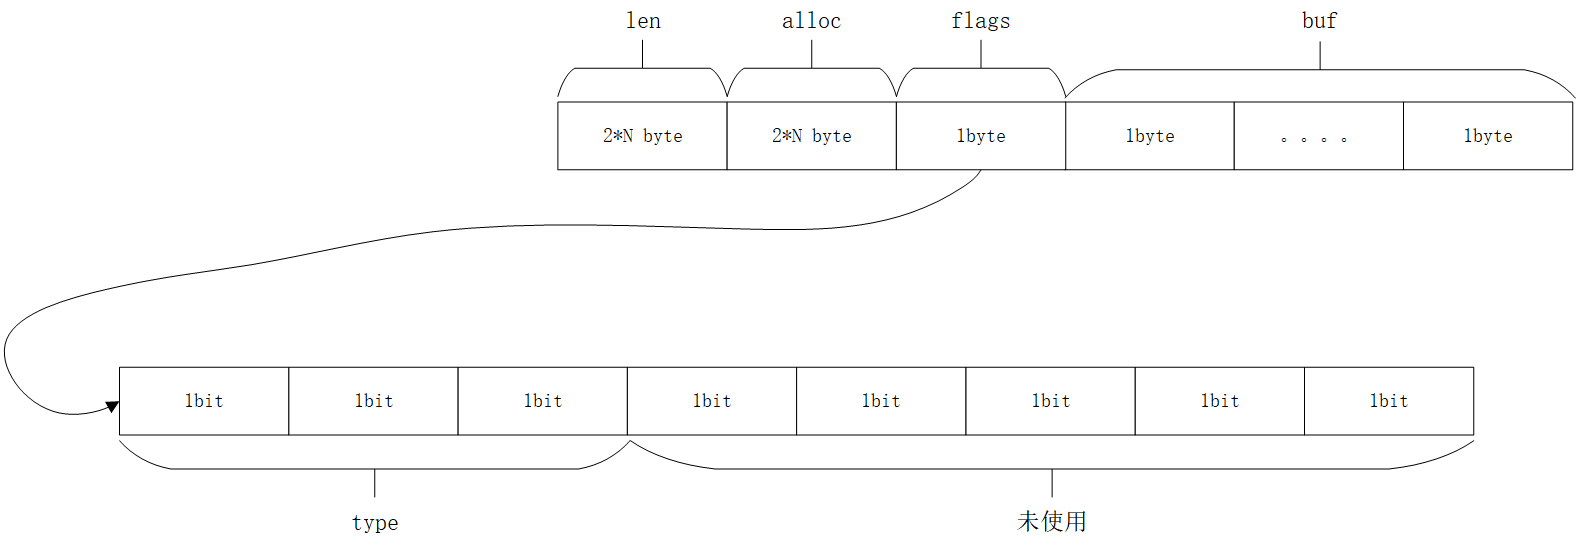 len alloc flags buf
2*N byte 2*N byte 1byte 1byte 。。。。 1byte
1bit 1bit 1bit 1bit 1bit 1bit 1bit 1bit
type 未使用